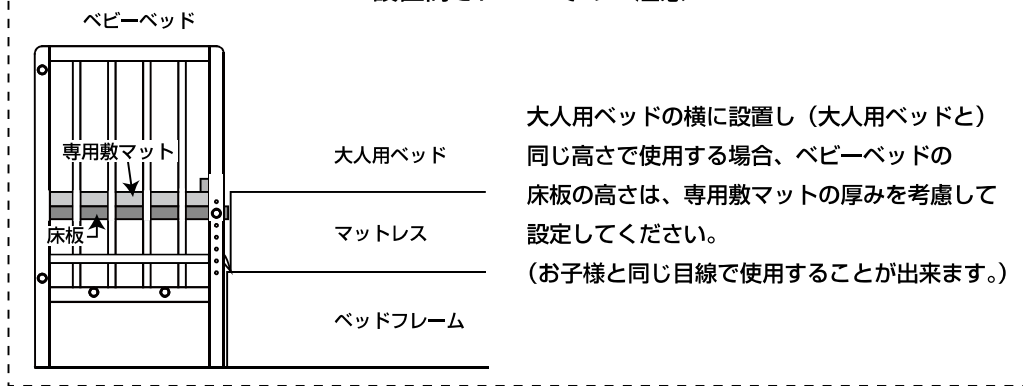 ベビーベッド
専用敷マット
床板
大人用ベッド
マットレス
ベッドフレーム
大人用ベッドの横に設置し（大人用ベッドと）
同じ高さで使用する場合、ベビーベッドの
床板の高さは、専用敷マットの厚みを考慮して
設定してください。
（お子様と同じ目線で使用することが出来ます。）